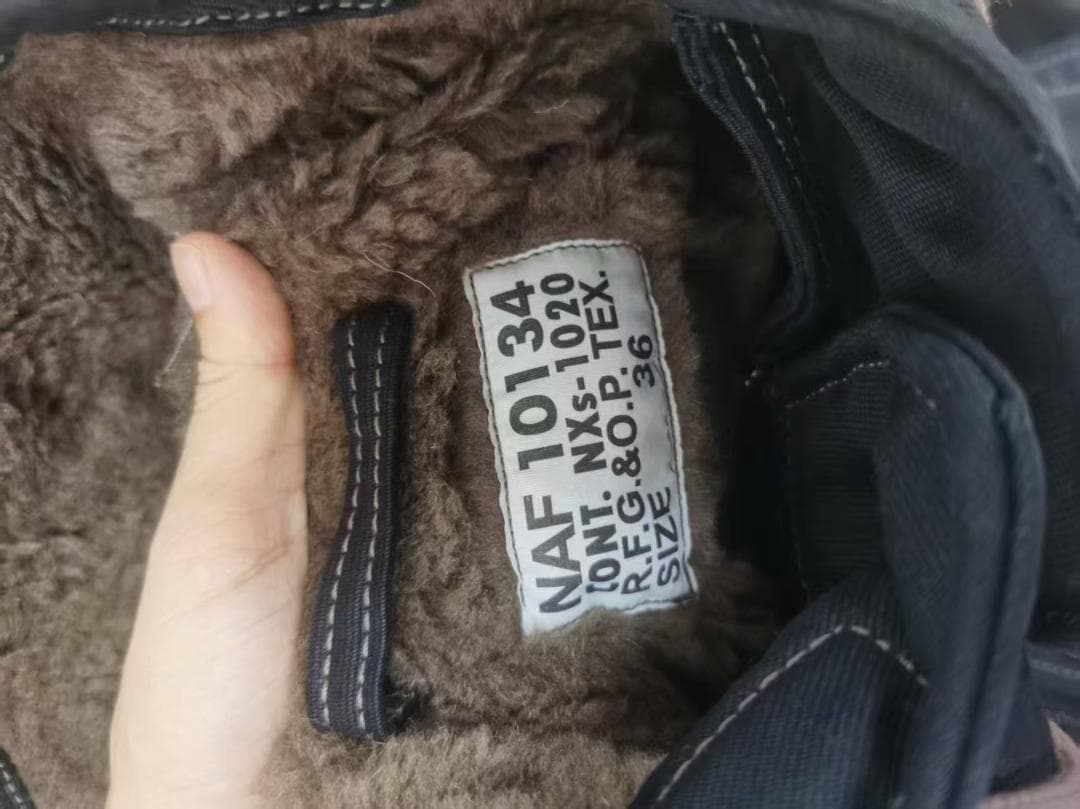 NAF 10134
CONT. NXs-1020
R.F.G.&O.P. TEX.
SIZE 36